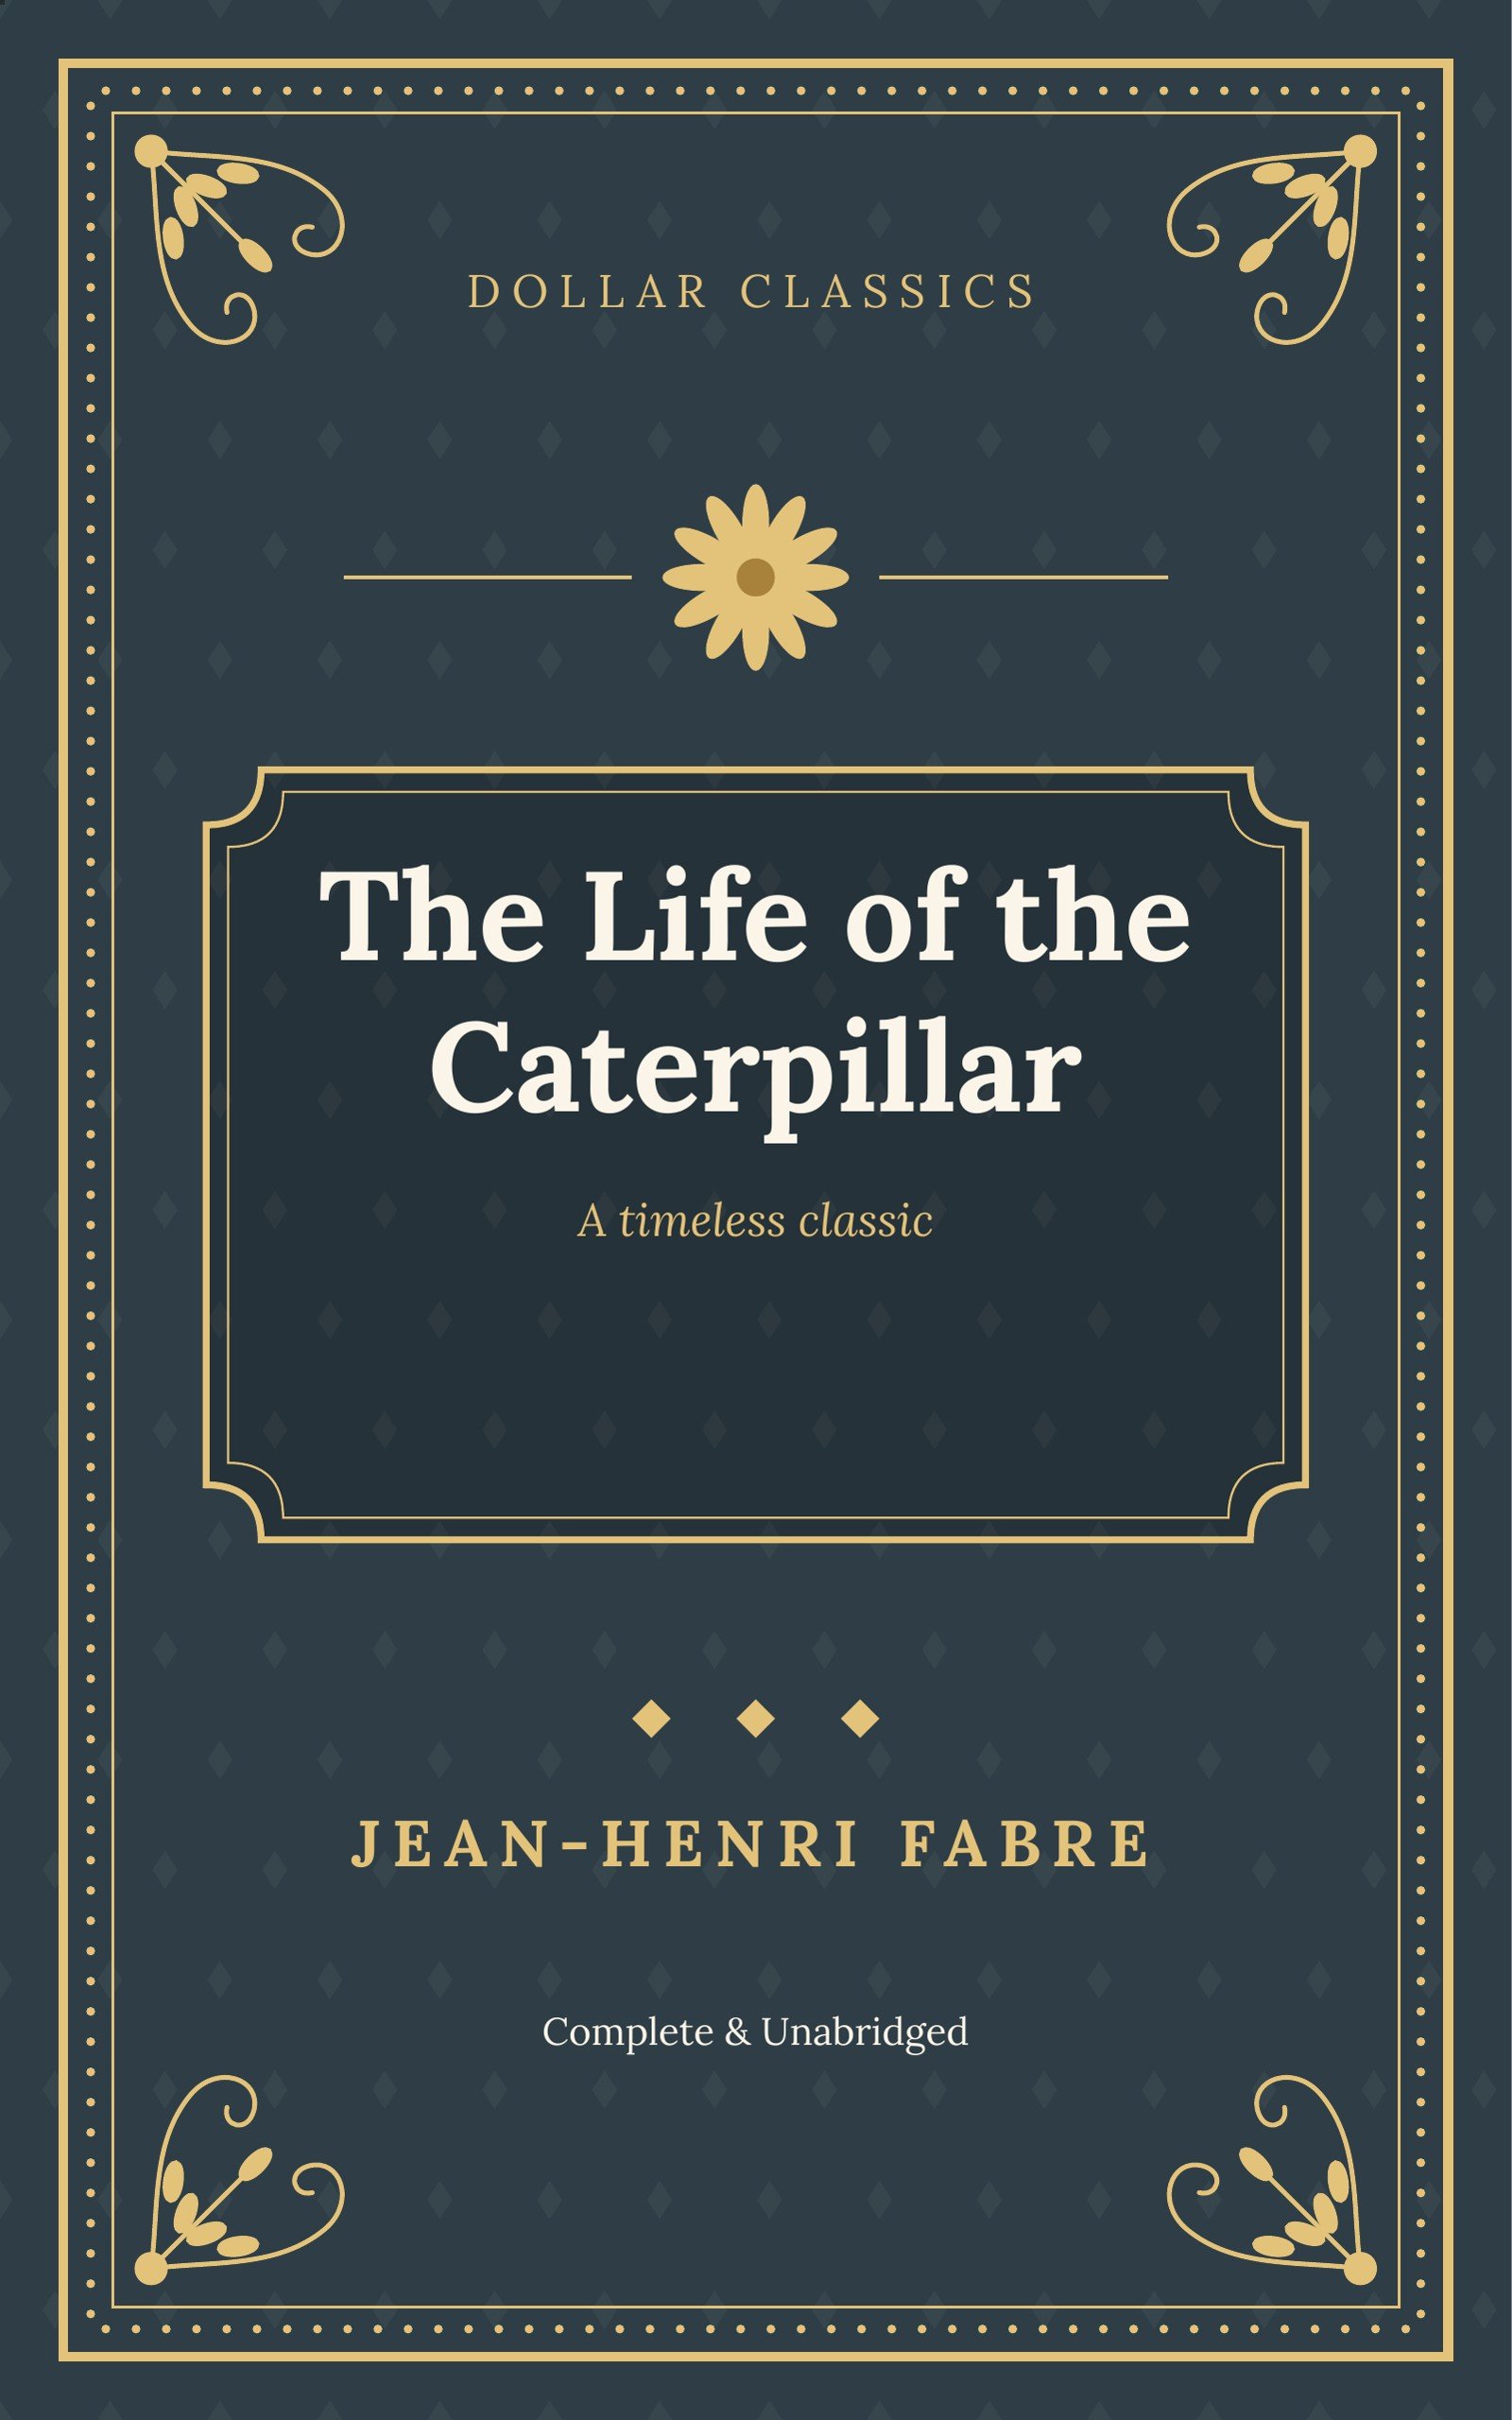 DOLLAR CLASSICS
The Life of the
Caterpillar
A timeless classic
JEAN-HENRI FABRE
Complete & Unabridged